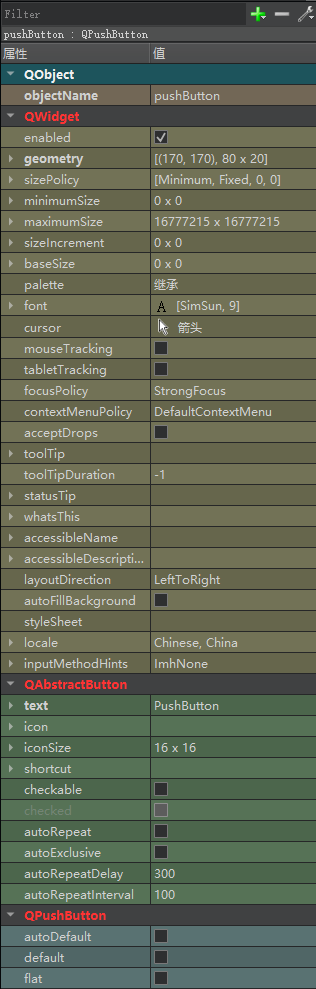 Filter
pushButton : QPushButton
属性 值
QObject
objectName pushButton
QWidget
enabled
geometry [(170, 170), 80 x 20]
sizePolicy [Minimum, Fixed, 0, 0]
minimumSize 0 x 0
maximumSize 16777215 x 16777215
sizeIncrement 0 x 0
baseSize 0 x 0
palette 继承
font A [SimSun, 9]
cursor 箭头
mouseTracking
tabletTracking
focusPolicy StrongFocus
contextMenuPolicy DefaultContextMenu
acceptDrops
toolTip
toolTipDuration -1
statusTip
whatsThis
accessibleName
accessibleDescripti...
layoutDirection LeftToRight
autoFillBackground
styleSheet
locale Chinese, China
inputMethodHints ImhNone
QAbstractButton
text PushButton
icon
iconSize 16 x 16
shortcut
checkable
checked
autoRepeat
autoExclusive
autoRepeatDelay 300
autoRepeatInterval 100
QPushButton
autoDefault
default
flat